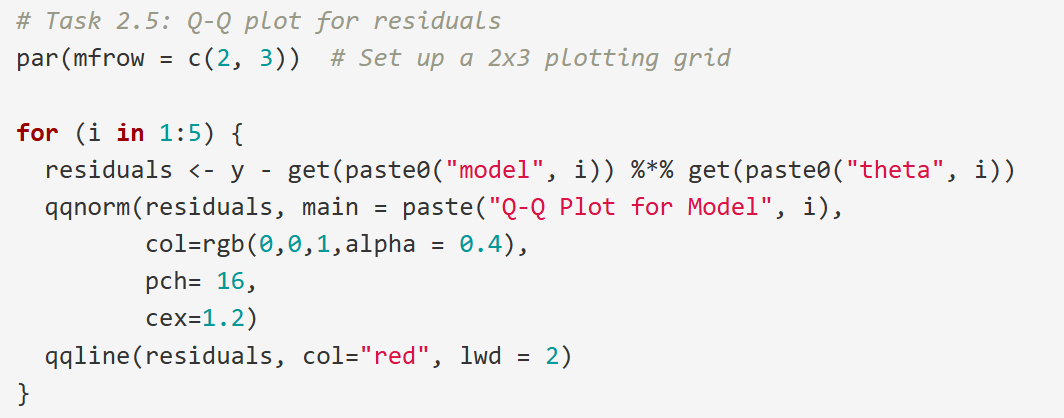 # Task 2.5: Q-Q plot for residuals
par(mfrow = c(2, 3))  # Set up a 2x3 plotting grid

for (i in 1:5) {
  residuals <- y - get(paste0("model", i)) %*% get(paste0("theta", i))
  qqnorm(residuals, main = paste("Q-Q Plot for Model", i),
         col=rgb(0,0,1,alpha = 0.4),
         pch= 16,
         cex=1.2)
  qqline(residuals, col="red", lwd = 2)
}